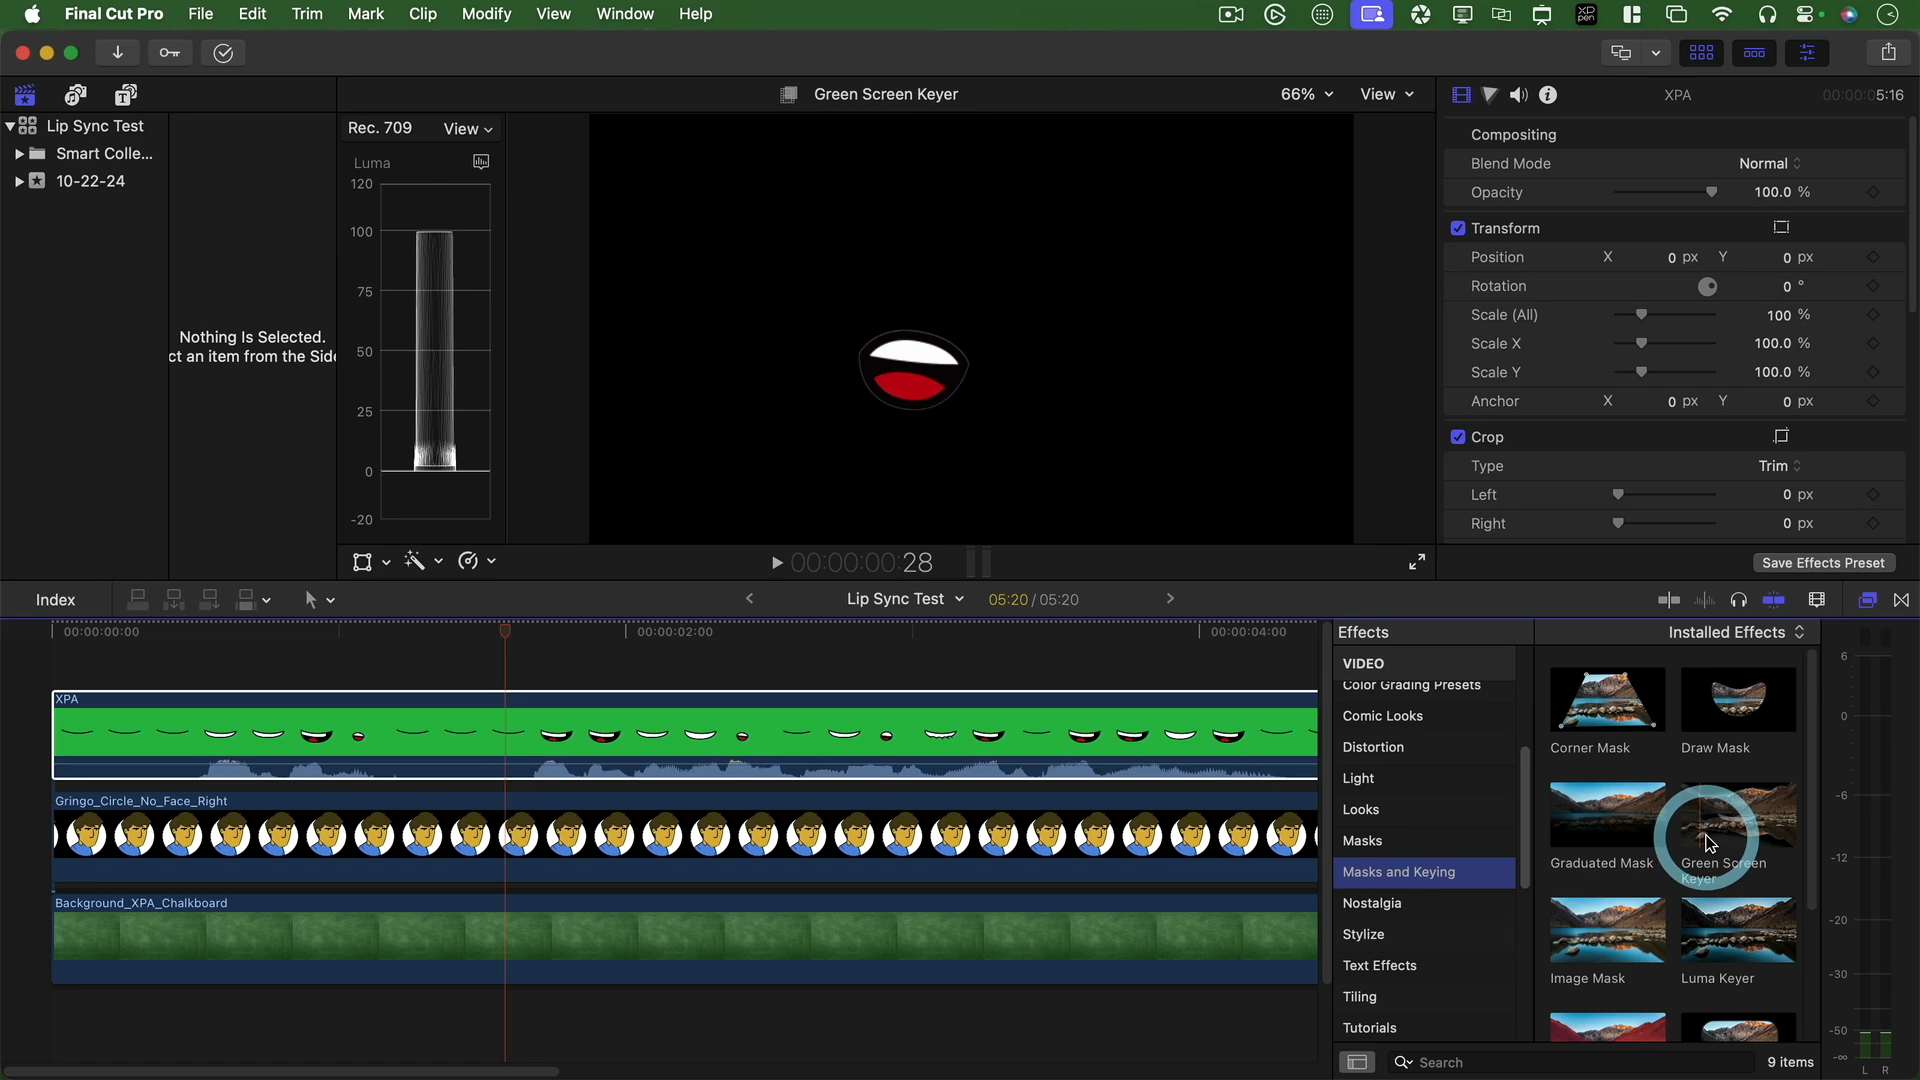 Final Cut Pro File Edit Trim Mark Clip Modify View Window Help
XD pen
Green Screen Keyer 66% View XPA 00:00:05:16
T
Lip Sync Test
Smart Colle...
10-22-24
Nothing Is Selected.
ct an item from the Side
Rec. 709 View
Luma
120
100
75
50
25
0
-20
00:00:00:28
Compositing
Blend Mode Normal
Opacity 100.0 %
Transform
Position X 0 px Y 0 px
Rotation 0 °
Scale (All) 100 %
Scale X 100.0 %
Scale Y 100.0 %
Anchor X 0 px Y 0 px
Crop
Type Trim
Left 0 px
Right 0 px
Save Effects Preset
Index Lip Sync Test 05:20 / 05:20
00:00:00:00 00:00:02:00 00:00:04:00
XPA
Gringo_Circle_No_Face_Right
Background_XPA_Chalkboard
Effects Installed Effects
VIDEO
Color Grading Presets
Comic Looks
Distortion
Light
Looks
Masks
Masks and Keying
Nostalgia
Stylize
Text Effects
Tiling
Tutorials
Corner Mask Draw Mask
Graduated Mask Green Screen
Keyer
Image Mask Luma Keyer
Search 9 items
6
0
-6
-12
-20
-30
-50
-∞
L R